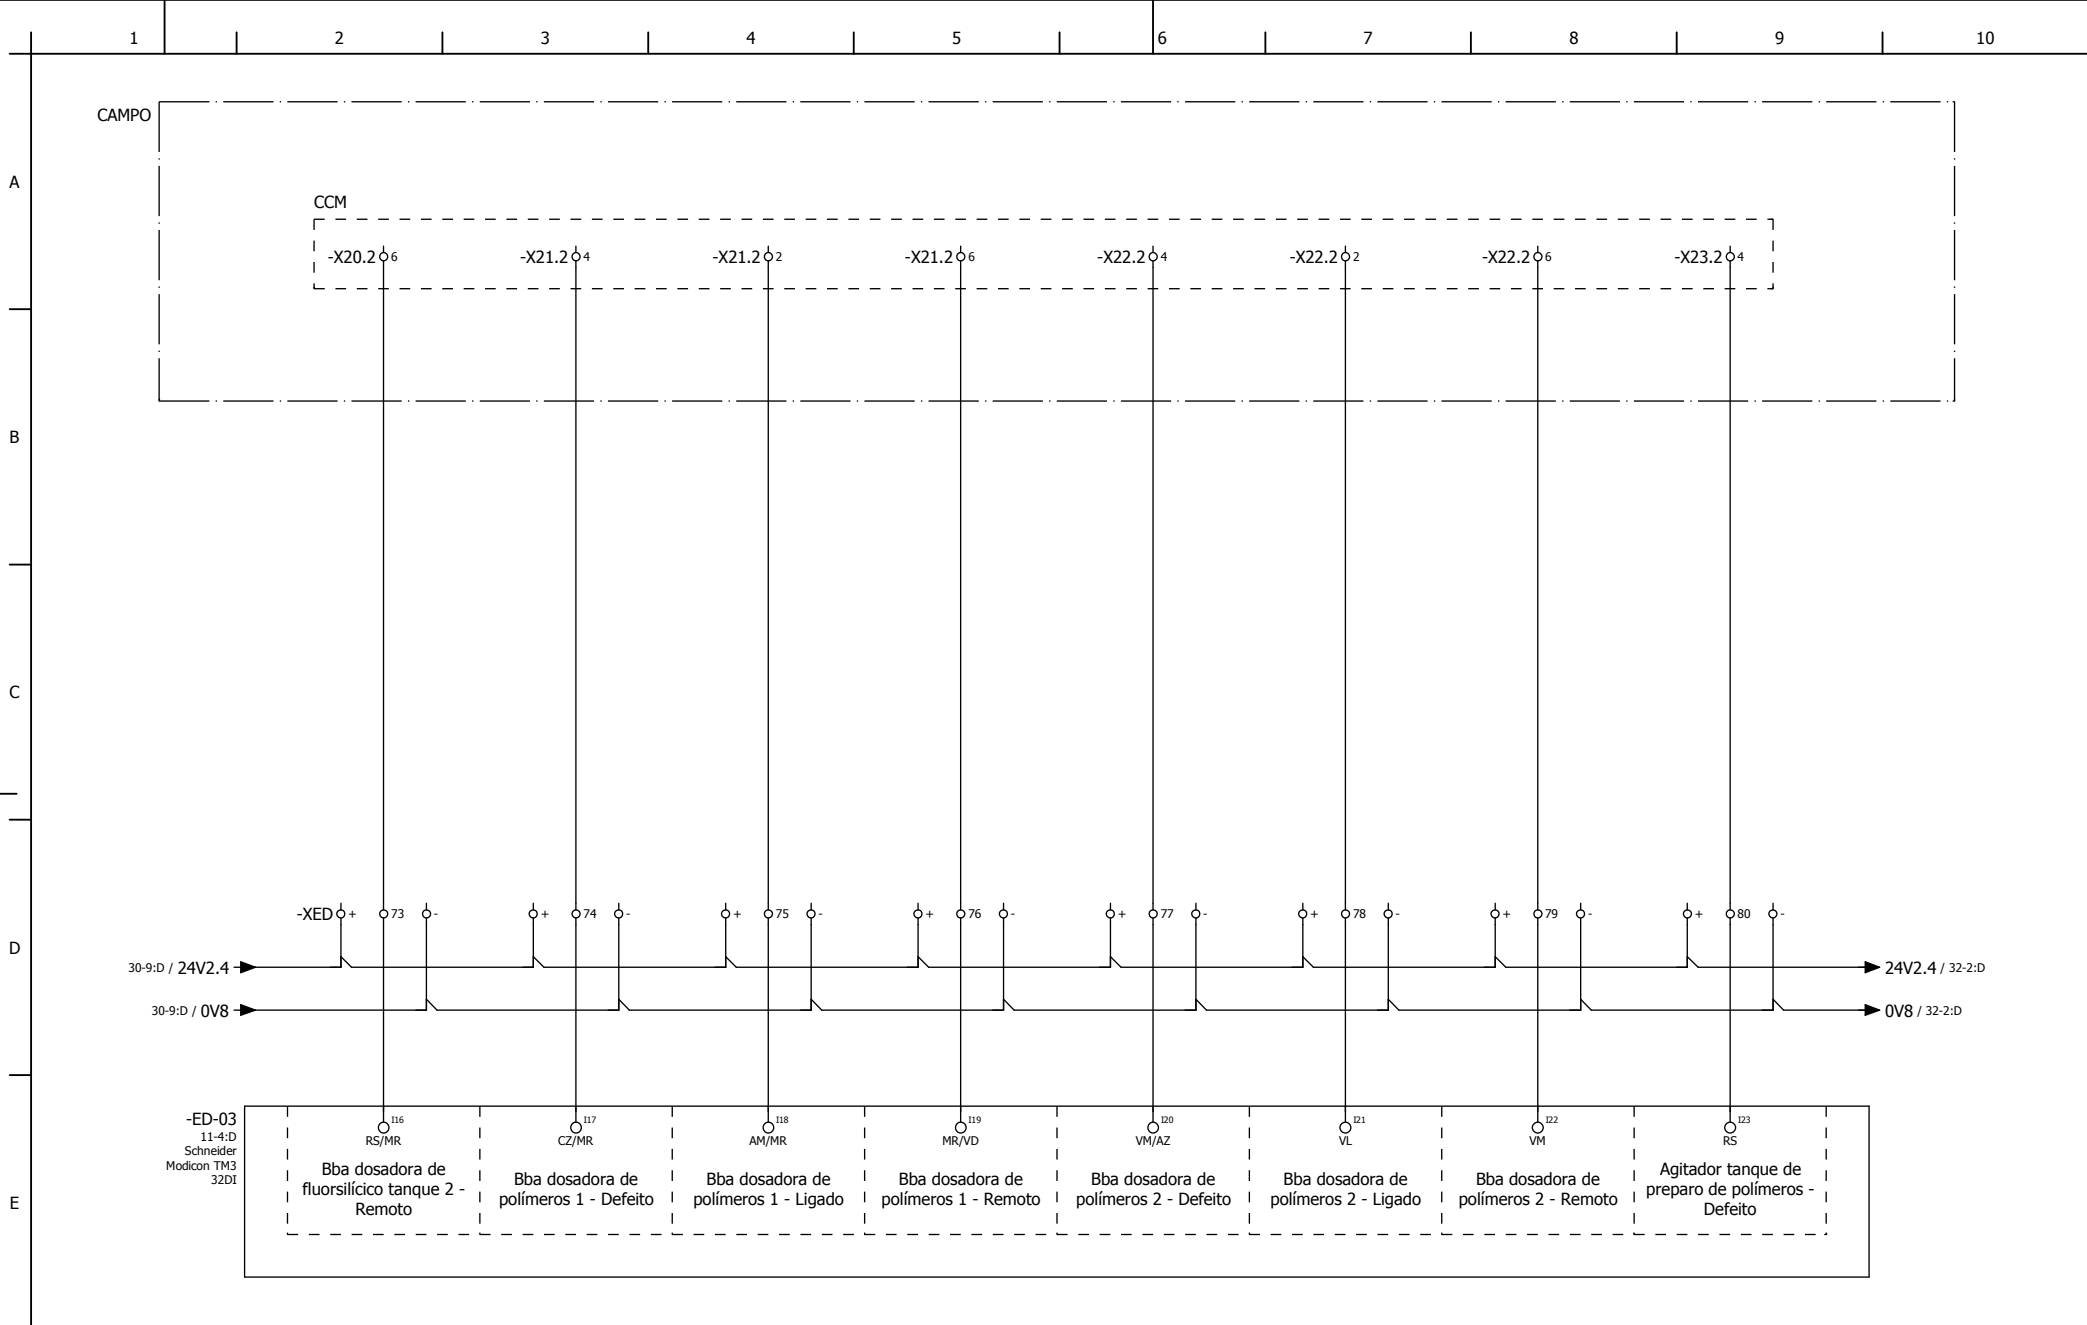 1 2 3 4 5 6 7 8 9 10
CAMPO
A
CCM
-X20.2 6 -X21.2 4 -X21.2 2 -X21.2 6 -X22.2 4 -X22.2 2 -X22.2 6 -X23.2 4
B
C
-XED + 73 - + 74 - + 75 - + 76 - + 77 - + 78 - + 79 - + 80 -
D
30-9:D / 24V2.4 24V2.4 / 32-2:D
30-9:D / 0V8 0V8 / 32-2:D
-ED-03
11-4:D
Schneider
Modicon TM3
32DI
I16 I17 I18 I19 I20 I21 I22 I23
RS/MR CZ/MR AM/MR MR/VD VM/AZ VL VM RS
Bba dosadora de
fluorsilícico tanque 2 -
Remoto
Bba dosadora de
polímeros 1 - Defeito
Bba dosadora de
polímeros 1 - Ligado
Bba dosadora de
polímeros 1 - Remoto
Bba dosadora de
polímeros 2 - Defeito
Bba dosadora de
polímeros 2 - Ligado
Bba dosadora de
polímeros 2 - Remoto
Agitador tanque de
preparo de polímeros -
Defeito
E